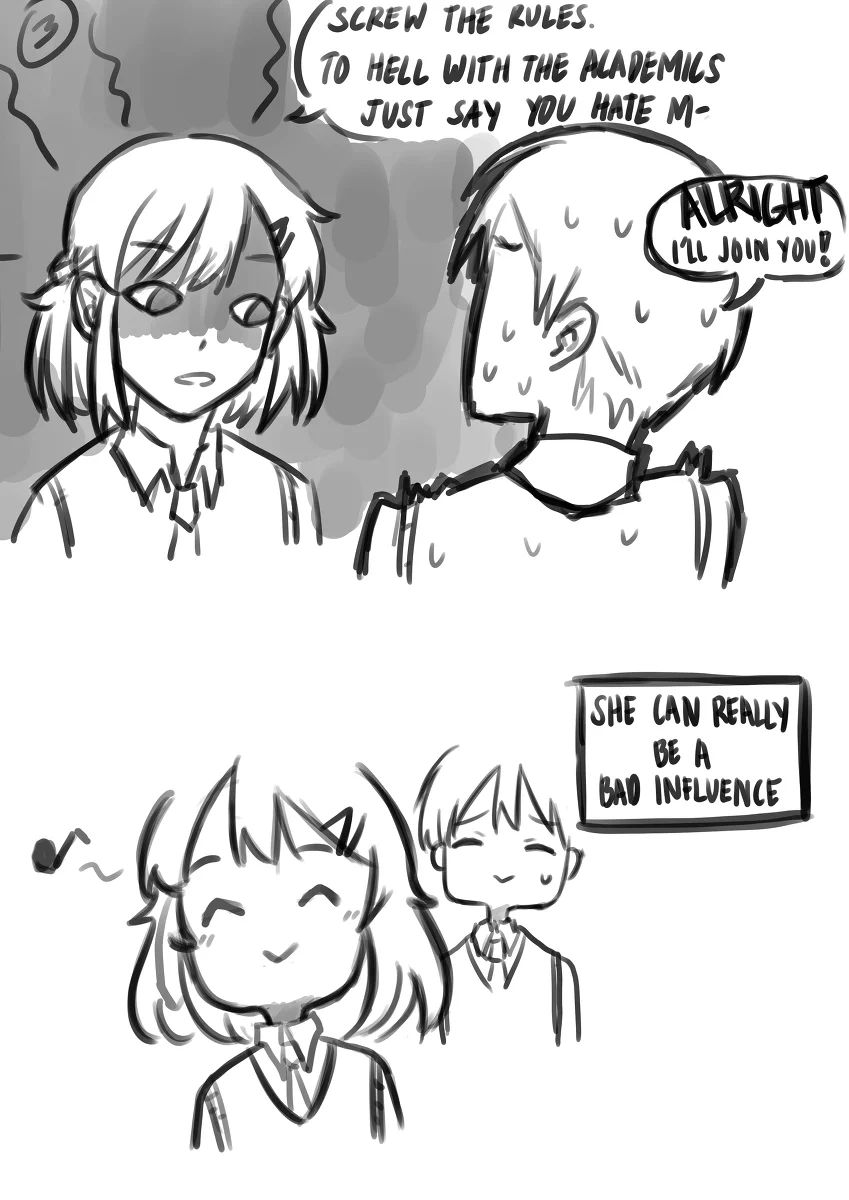 3
SCREW THE RULES.
TO HELL WITH THE ACADEMICS
JUST SAY YOU HATE M-
ALRIGHT
I'LL JOIN YOU!
SHE CAN REALLY
BE A
BAD INFLUENCE